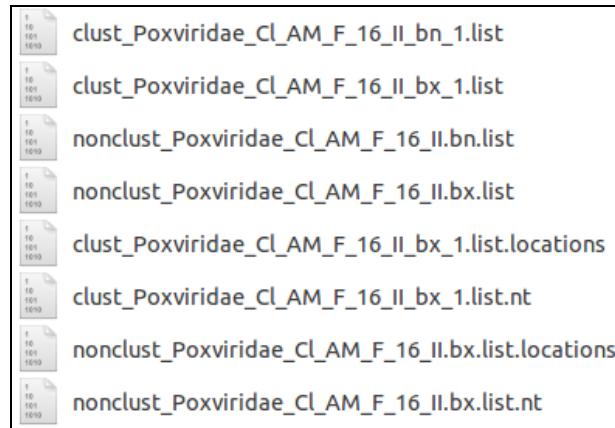 clust_Poxviridae_Cl_AM_F_16_II_bn_1.list
clust_Poxviridae_Cl_AM_F_16_II_bx_1.list
nonclust_Poxviridae_Cl_AM_F_16_II.bn.list
nonclust_Poxviridae_Cl_AM_F_16_II.bx.list
clust_Poxviridae_Cl_AM_F_16_II_bx_1.list.locations
clust_Poxviridae_Cl_AM_F_16_II_bx_1.list.nt
nonclust_Poxviridae_Cl_AM_F_16_II.bx.list.locations
nonclust_Poxviridae_Cl_AM_F_16_II.bx.list.nt